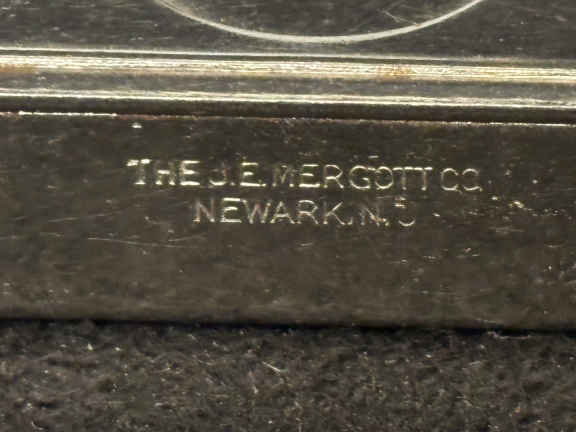 THE J.E. MERGOTT CO.
NEWARK, N.J.